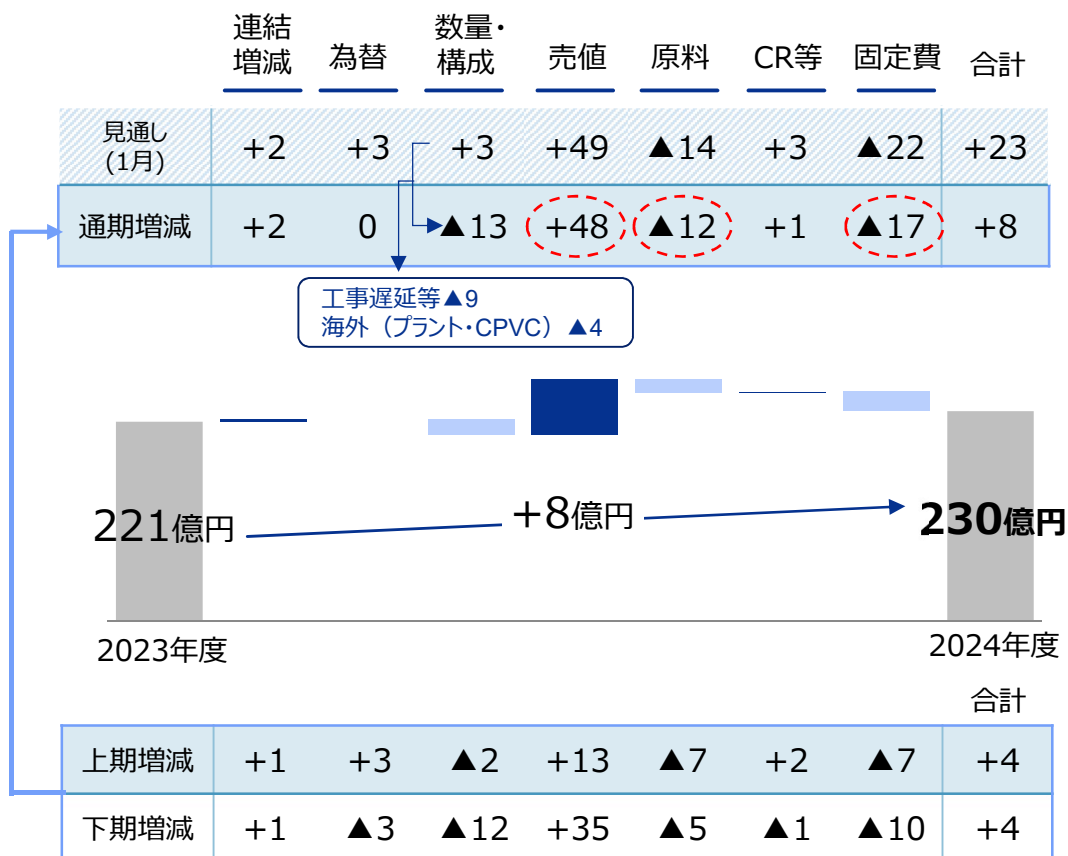 連結増減 為替 数量・構成 売値 原料 CR等 固定費 合計
見通し(1月) +2 +3 +3 +49 ▲14 +3 ▲22 +23
通期増減 +2 0 ▲13 +48 ▲12 +1 ▲17 +8
工事遅延等▲9
海外（プラント・CPVC）▲4
221億円 +8億円 230億円
2023年度 2024年度
合計
上期増減 +1 +3 ▲2 +13 ▲7 +2 ▲7 +4
下期増減 +1 ▲3 ▲12 +35 ▲5 ▲1 ▲10 +4